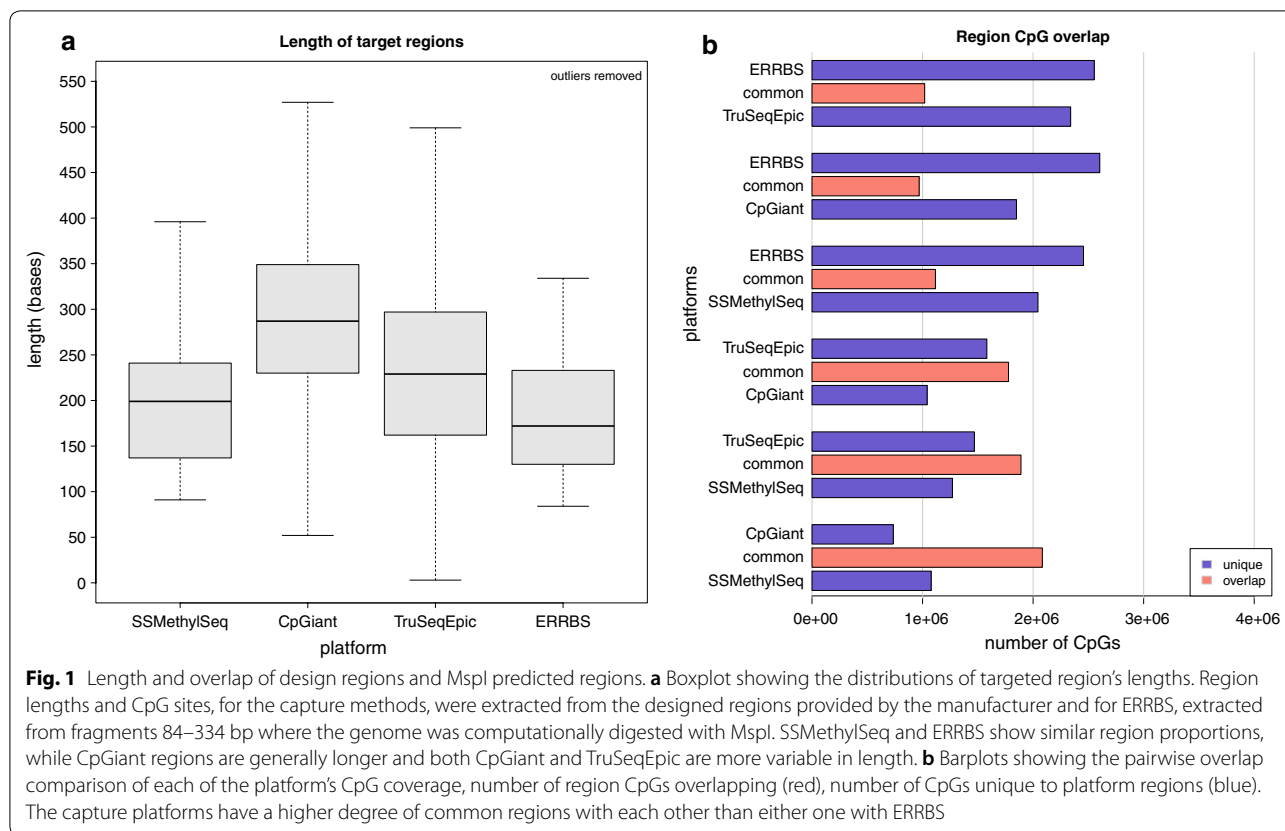 a
Length of target regions
outliers removed
550
500
450
400
350
300
250
200
150
100
50
0
length (bases)
SSMethylSeq CpGiant TruSeqEpic ERRBS
platform
b
Region CpG overlap
ERRBS
common
TruSeqEpic
ERRBS
common
CpGiant
ERRBS
common
SSMethylSeq
TruSeqEpic
common
CpGiant
TruSeqEpic
common
SSMethylSeq
CpGiant
common
SSMethylSeq
platforms
unique
overlap
0e+00 1e+06 2e+06 3e+06 4e+06
number of CpGs
Fig. 1 Length and overlap of design regions and MspI predicted regions. a Boxplot showing the distributions of targeted region's lengths. Region
lengths and CpG sites, for the capture methods, were extracted from the designed regions provided by the manufacturer and for ERRBS, extracted
from fragments 84–334 bp where the genome was computationally digested with MspI. SSMethylSeq and ERRBS show similar region proportions,
while CpGiant regions are generally longer and both CpGiant and TruSeqEpic are more variable in length. b Barplots showing the pairwise overlap
comparison of each of the platform's CpG coverage, number of region CpGs overlapping (red), number of CpGs unique to platform regions (blue).
The capture platforms have a higher degree of common regions with each other than either one with ERRBS